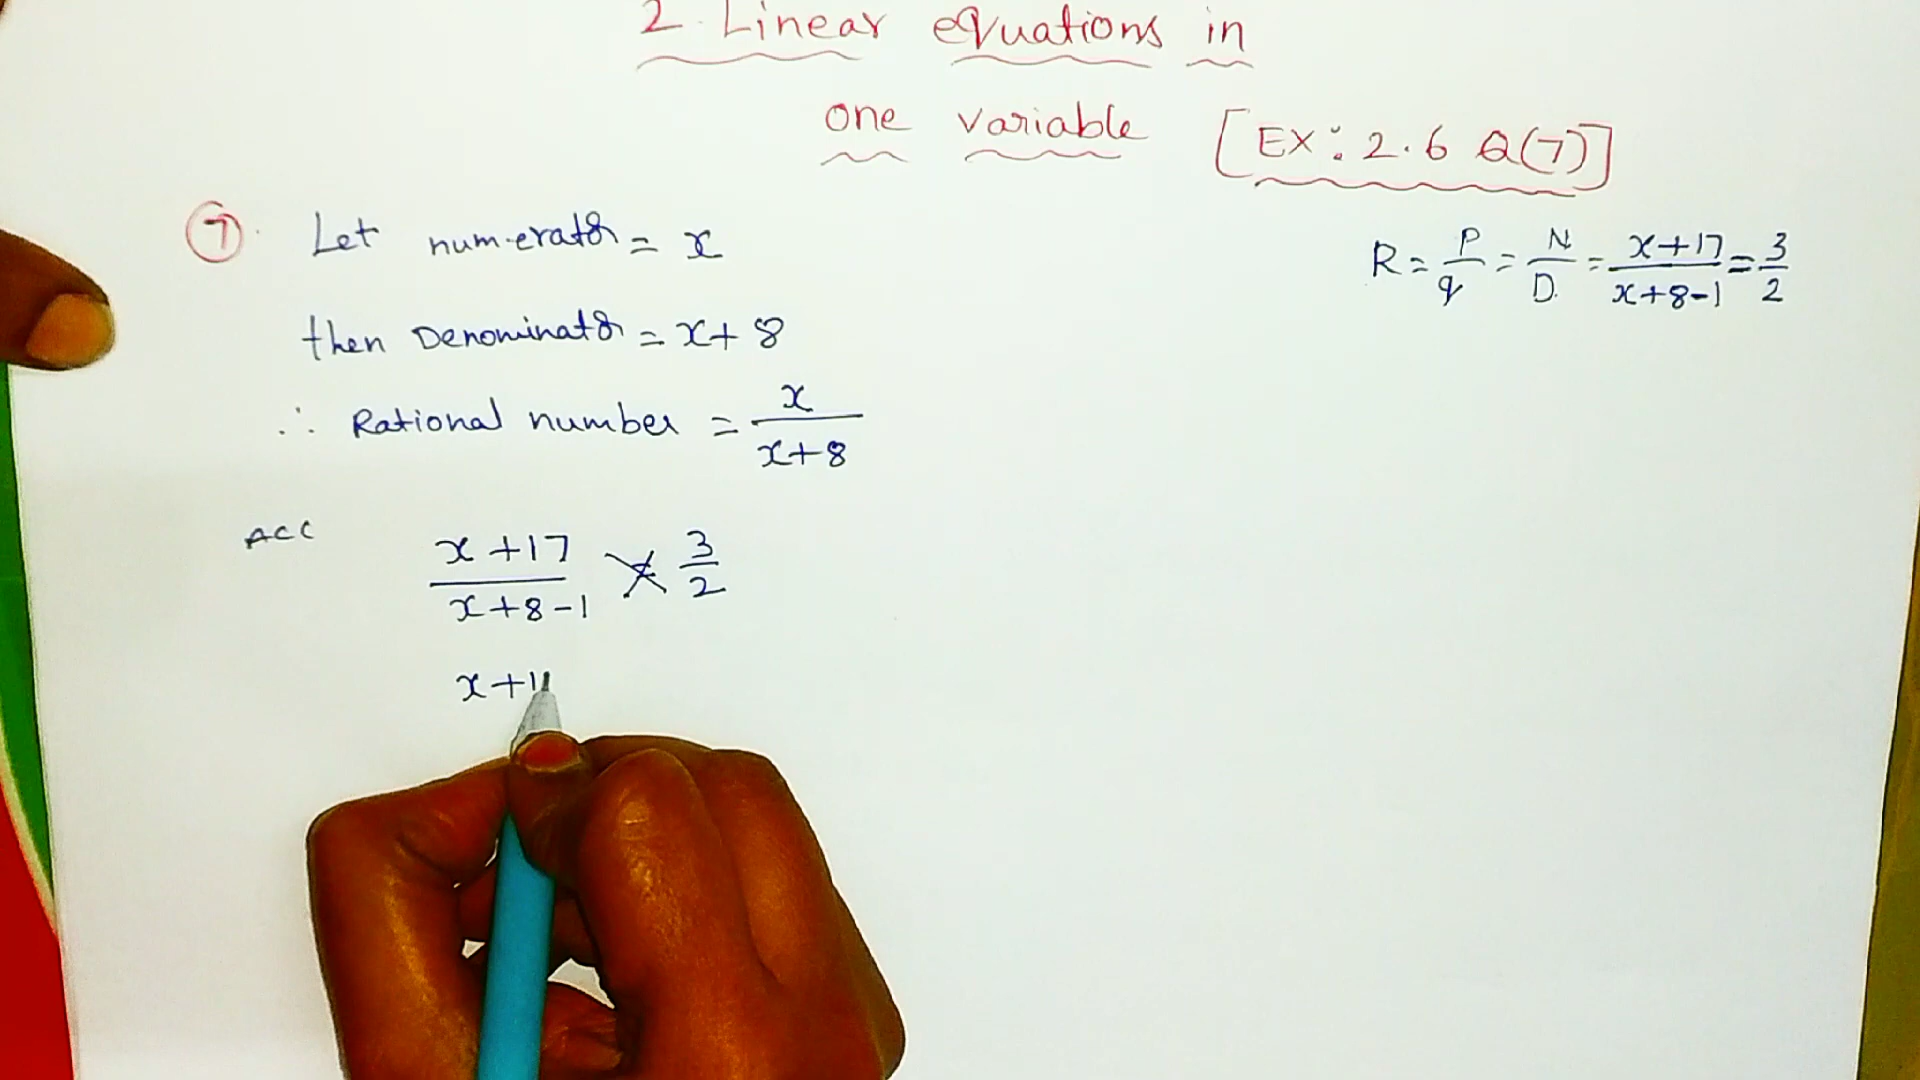 2. Linear equations in
one variable [EX: 2.6 Q(7)]
7. Let numerator = x
R = P/q = N/D. = x+17/x+8-1 = 3/2
then Denominator = x+8
∴ Rational number = x/x+8
Acc x+17/x+8-1 = 3/2
x+1